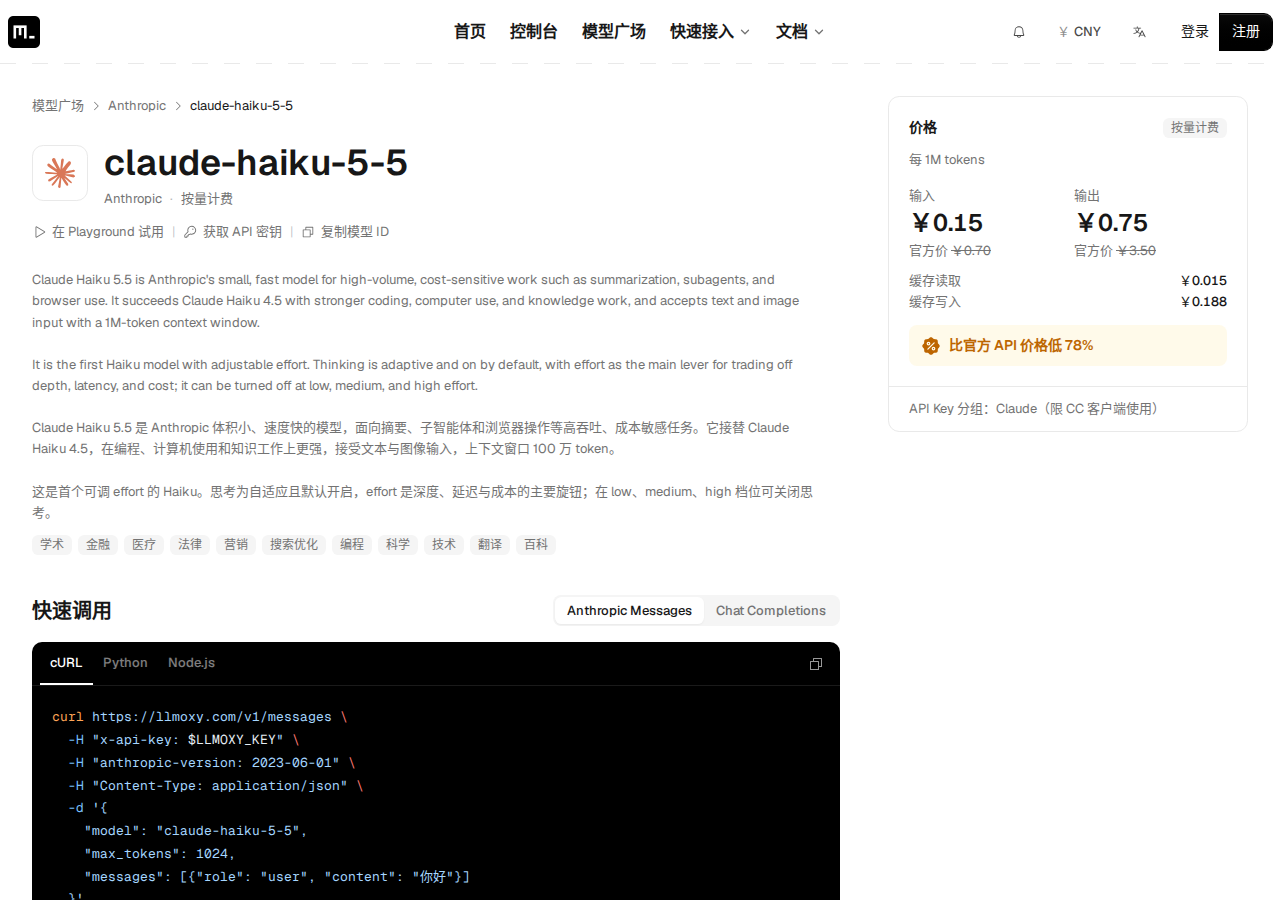 m_
首页
控制台
模型广场
快速接入
文档
¥ CNY
登录
注册
模型广场 > Anthropic > claude-haiku-5-5
claude-haiku-5-5
Anthropic · 按量计费
在 Playground 试用 | 获取 API 密钥 | 复制模型 ID
Claude Haiku 5.5 is Anthropic's small, fast model for high-volume, cost-sensitive work such as summarization, subagents, and
browser use. It succeeds Claude Haiku 4.5 with stronger coding, computer use, and knowledge work, and accepts text and image
input with a 1M-token context window.
It is the first Haiku model with adjustable effort. Thinking is adaptive and on by default, with effort as the main lever for trading off
depth, latency, and cost; it can be turned off at low, medium, and high effort.
Claude Haiku 5.5 是 Anthropic 体积小、速度快的模型，面向摘要、子智能体和浏览器操作等高吞吐、成本敏感任务。它接替 Claude
Haiku 4.5，在编程、计算机使用和知识工作上更强，接受文本与图像输入，上下文窗口 100 万 token。
这是首个可调 effort 的 Haiku。思考为自适应且默认开启，effort 是深度、延迟与成本的主要旋钮；在 low、medium、high 档位可关闭思
考。
学术 金融 医疗 法律 营销 搜索优化 编程 科学 技术 翻译 百科
快速调用
Anthropic Messages
Chat Completions
cURL
Python
Node.js
curl https://llmoxy.com/v1/messages \
-H "x-api-key: $LLMOXY_KEY" \
-H "anthropic-version: 2023-06-01" \
-H "Content-Type: application/json" \
-d '{
"model": "claude-haiku-5-5",
"max_tokens": 1024,
"messages": [{"role": "user", "content": "你好"}]
}'
价格
按量计费
每 1M tokens
输入
输出
¥0.15
¥0.75
官方价 ¥0.70
官方价 ¥3.50
缓存读取 ¥0.015
缓存写入 ¥0.188
比官方 API 价格低 78%
API Key 分组：Claude（限 CC 客户端使用）